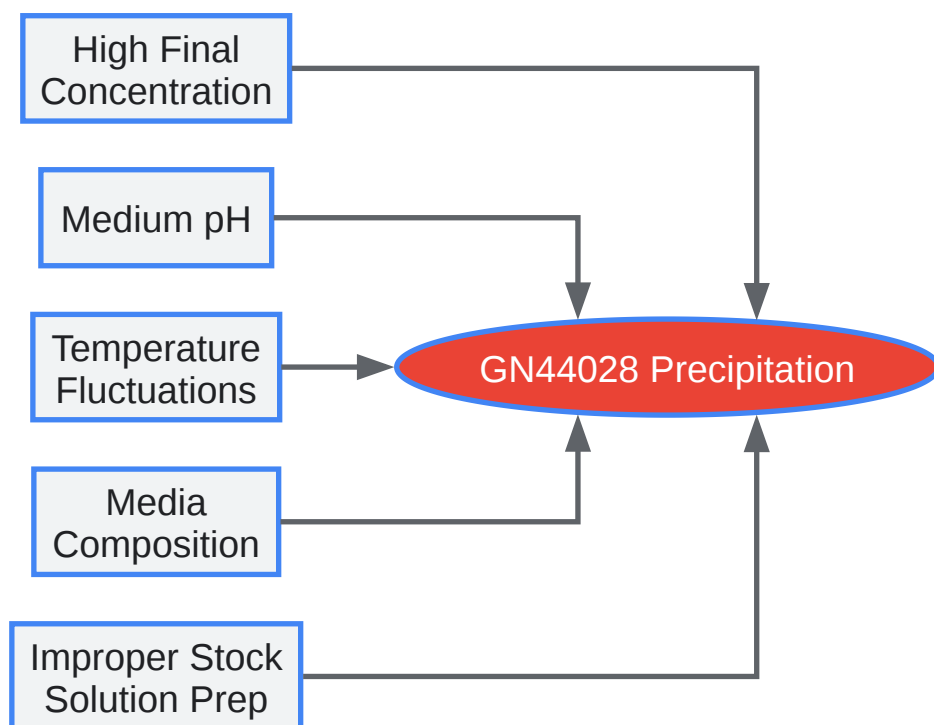 High Final
Concentration
Medium pH
Temperature
Fluctuations
GN44028 Precipitation
Media
Composition
Improper Stock
Solution Prep